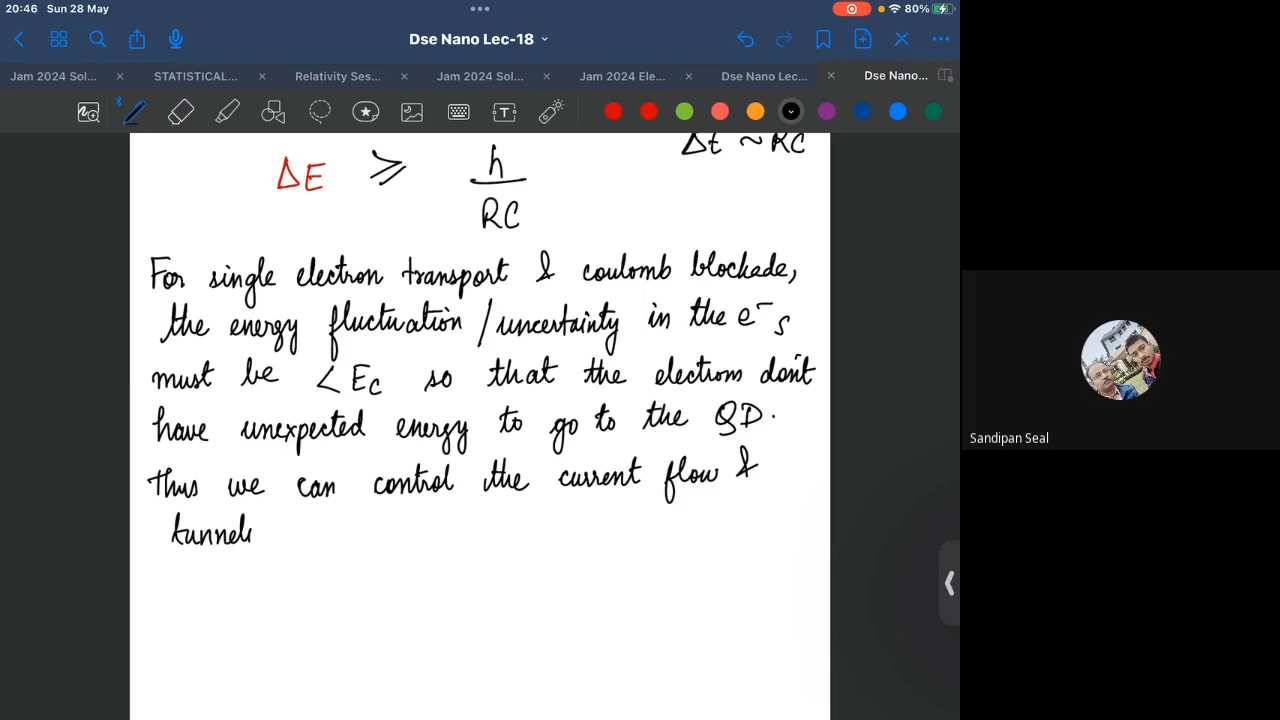 20:46 Sun 28 May
80%
Dse Nano Lec-18
Jam 2024 Sol...
STATISTICAL...
Relativity Ses...
Jam 2024 Sol...
Jam 2024 Ele...
Dse Nano Lec...
Dse Nano...
Δt ~ RC
ΔE ≥ h/RC
For single electron transport & coulomb blockade,
the energy fluctuation/uncertainty in the e⁻s
must be < Ec so that the electrons don't
have unexpected energy to go to the QD.
Thus we can control the current flow &
tunneli
Sandipan Seal